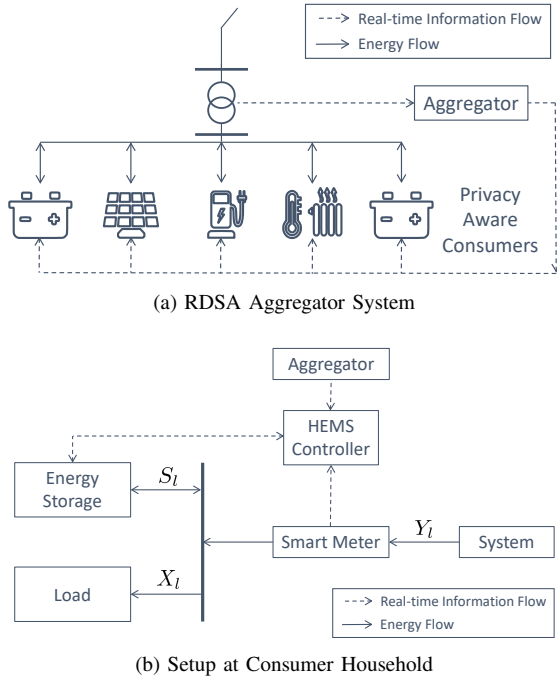 Real-time Information Flow
Energy Flow
Aggregator
Privacy
Aware
Consumers
(a) RDSA Aggregator System
Aggregator
HEMS
Controller
Energy
Storage
S_l
Smart Meter
Y_l
System
Load
X_l
Real-time Information Flow
Energy Flow
(b) Setup at Consumer Household